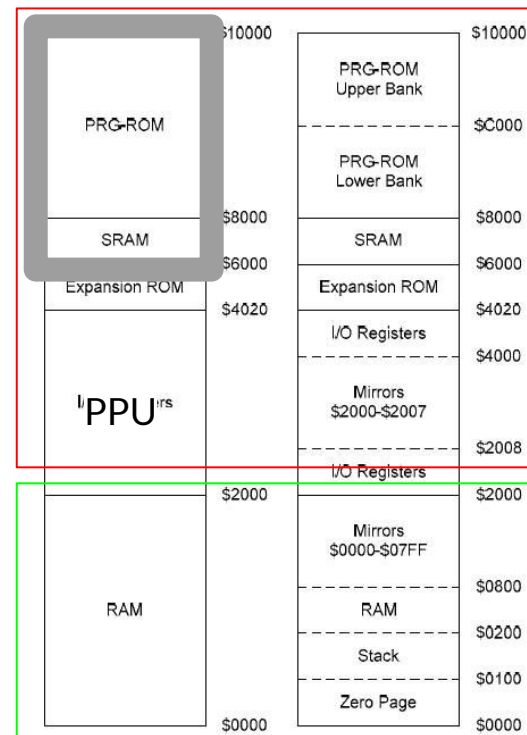 $10000
$10000
PRG-ROM
Upper Bank
PRG-ROM
$C000
PRG-ROM
Lower Bank
$8000
$8000
SRAM
SRAM
$6000
$6000
Expansion ROM
Expansion ROM
$4020
$4020
I/O Registers
$4000
PPU
Mirrors
$2000-$2007
$2008
I/O Registers
$2000
$2000
Mirrors
$0000-$07FF
$0800
RAM
RAM
$0200
Stack
$0100
Zero Page
$0000
$0000